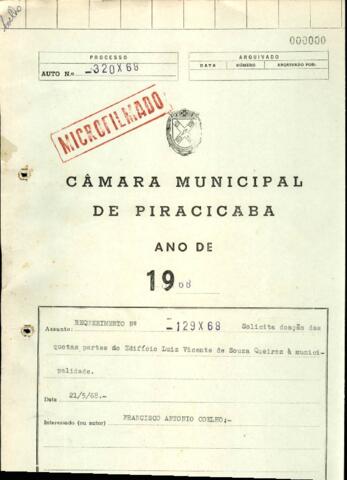 Coelho
000000
PROCESSO
AUTO N.º 320X68
ARQUIVADO
DATA NÚMERO ARQUIVADO POR:
MICROFILMADO
CÂMARA MUNICIPAL
DE PIRACICABA
ANO DE
1968
Assunto: REQUERIMENTO Nº 129X68 Solicita doação das
quotas partes do Edifício Luiz Vicente de Souza Queiroz à munici-
palidade.
Data 21/5/68.-
Interessado (ou autor) FRANCISCO ANTONIO COELHO;-